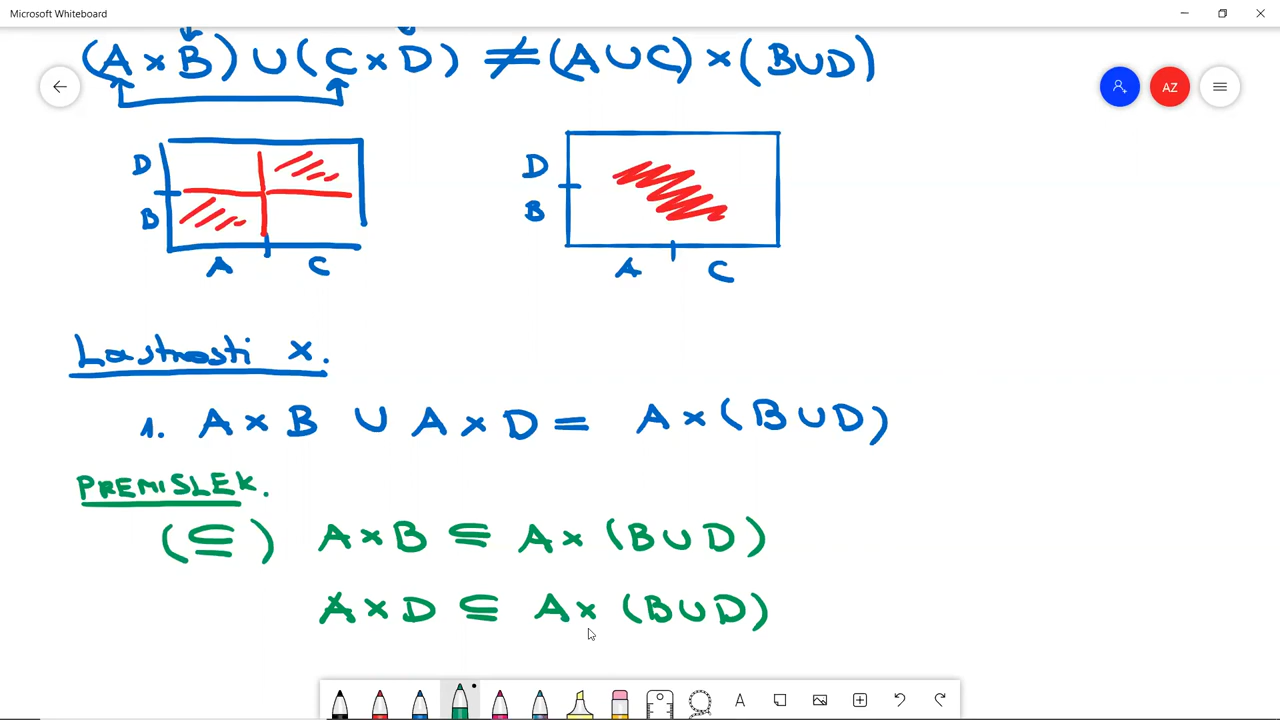 Microsoft Whiteboard
(A × B) ∪ (C × D) ≠ (A ∪ C) × (B ∪ D)
AZ
D
B
A C
D
B
A C
Lastnosti ×.
1. A × B ∪ A × D = A × (B ∪ D)
PREMISLEK.
(⊆) A × B ⊆ A × (B ∪ D)
A × D ⊆ A × (B ∪ D)
A